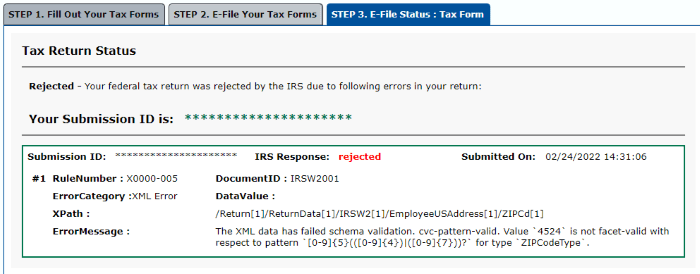 STEP 1. Fill Out Your Tax Forms STEP 2. E-File Your Tax Forms STEP 3. E-File Status : Tax Form
Tax Return Status
Rejected - Your federal tax return was rejected by the IRS due to following errors in your return:
Your Submission ID is: ********************
Submission ID: ******************** IRS Response: rejected Submitted On: 02/24/2022 14:31:06
#1 RuleNumber : X0000-005 DocumentID : IRSW2001
ErrorCategory :XML Error DataValue :
XPath : /Return[1]/ReturnData[1]/IRSW2[1]/EmployeeUSAddress[1]/ZIPCd[1]
ErrorMessage : The XML data has failed schema validation. cvc-pattern-valid. Value `4524` is not facet-valid with
respect to pattern `[0-9]{5}(([0-9]{4})|([0-9]{7}))?` for type `ZIPCodeType`.